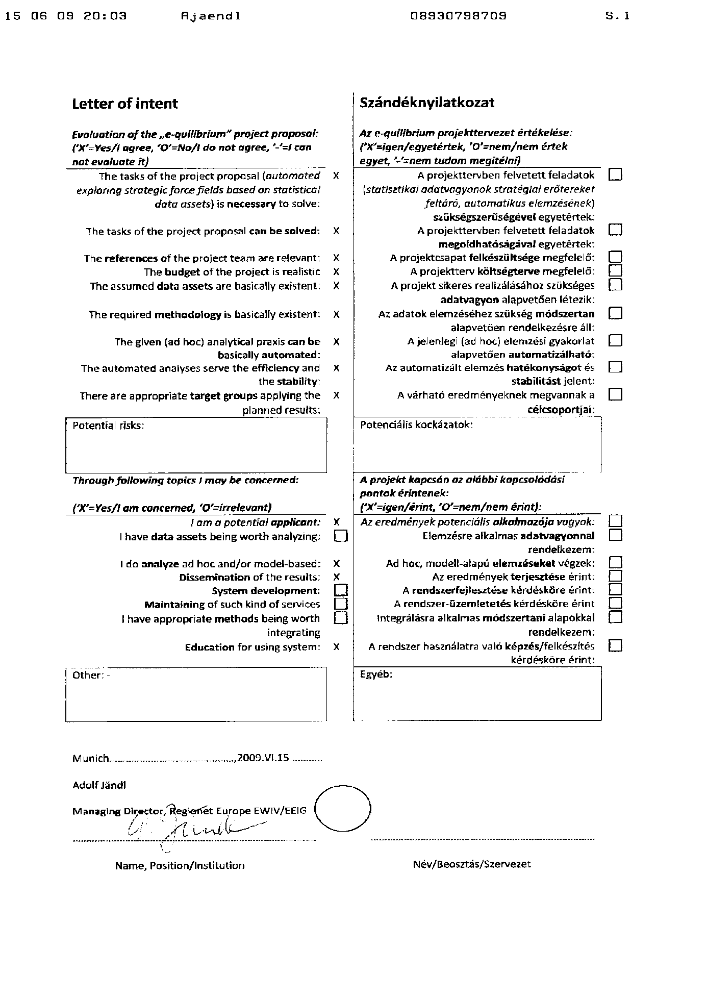 15 06 09 20:03 Ajaendl 08930798709 S.1
Letter of intent
Evaluation of the „e-quilibrium" project proposal:
('X'=Yes/I agree, 'O'=No/I do not agree, '-'=I can
not evaluate it)
The tasks of the project proposal (automated X
exploring strategic force fields based on statistical
data assets) is necessary to solve:
The tasks of the project proposal can be solved: X
The references of the project team are relevant: X
The budget of the project is realistic X
The assumed data assets are basically existent: X
The required methodology is basically existent: X
The given (ad hoc) analytical praxis can be X
basically automated:
The automated analyses serve the efficiency and X
the stability:
There are appropriate target groups applying the X
planned results:
Potential risks:
Through following topics I may be concerned:
('X'=Yes/I am concerned, 'O'=irrelevant)
I am a potential applicant: X
I have data assets being worth analyzing:
I do analyze ad hoc and/or model-based: X
Dissemination of the results: X
System development:
Maintaining of such kind of services
I have appropriate methods being worth
integrating
Education for using system: X
Other: -
Szándéknyilatkozat
Az e-quilibrium projekttervezet értékelése:
('X'=igen/egyetértek, 'O'=nem/nem értek
egyet, '-'=nem tudom megítélni)
A projekttervben felvetett feladatok
(statisztikai adatvagyonok stratégiai erőtereket
feltáró, automatikus elemzésének)
szükségszerűségével egyetértek:
A projekttervben felvetett feladatok
megoldhatóságával egyetértek:
A projektcsapat felkészültsége megfelelő:
A projektterv költségterve megfelelő:
A projekt sikeres realizálásához szükséges
adatvagyon alapvetően létezik:
Az adatok elemzéséhez szükség módszertan
alapvetően rendelkezésre áll:
A jelenlegi (ad hoc) elemzési gyakorlat
alapvetően automatizálható:
Az automatizált elemzés hatékonyságot és
stabilitást jelent:
A várható eredményeknek megvannak a
célcsoportjai:
Potenciális kockázatok:
A projekt kapcsán az alábbi kapcsolódási
pontok érintenek:
('X'=igen/érint, 'O'=nem/nem érint):
Az eredmények potenciális alkalmazója vagyok:
Elemzésre alkalmas adatvagyonnal
rendelkezem:
Ad hoc, modell-alapú elemzéseket végzek:
Az eredmények terjesztése érint:
A rendszerfejlesztése kérdésköre érint:
A rendszer-üzemletetés kérdésköre érint
Integrálásra alkalmas módszertani alapokkal
rendelkezem:
A rendszer használatra való képzés/felkészítés
kérdésköre érint:
Egyéb:
Munich..........................................,2009.VI.15 ..........
Adolf Jändl
Managing Director, Regionet Europe EWIV/EEIG
A. Jändl
Name, Position/Institution
Név/Beosztás/Szervezet